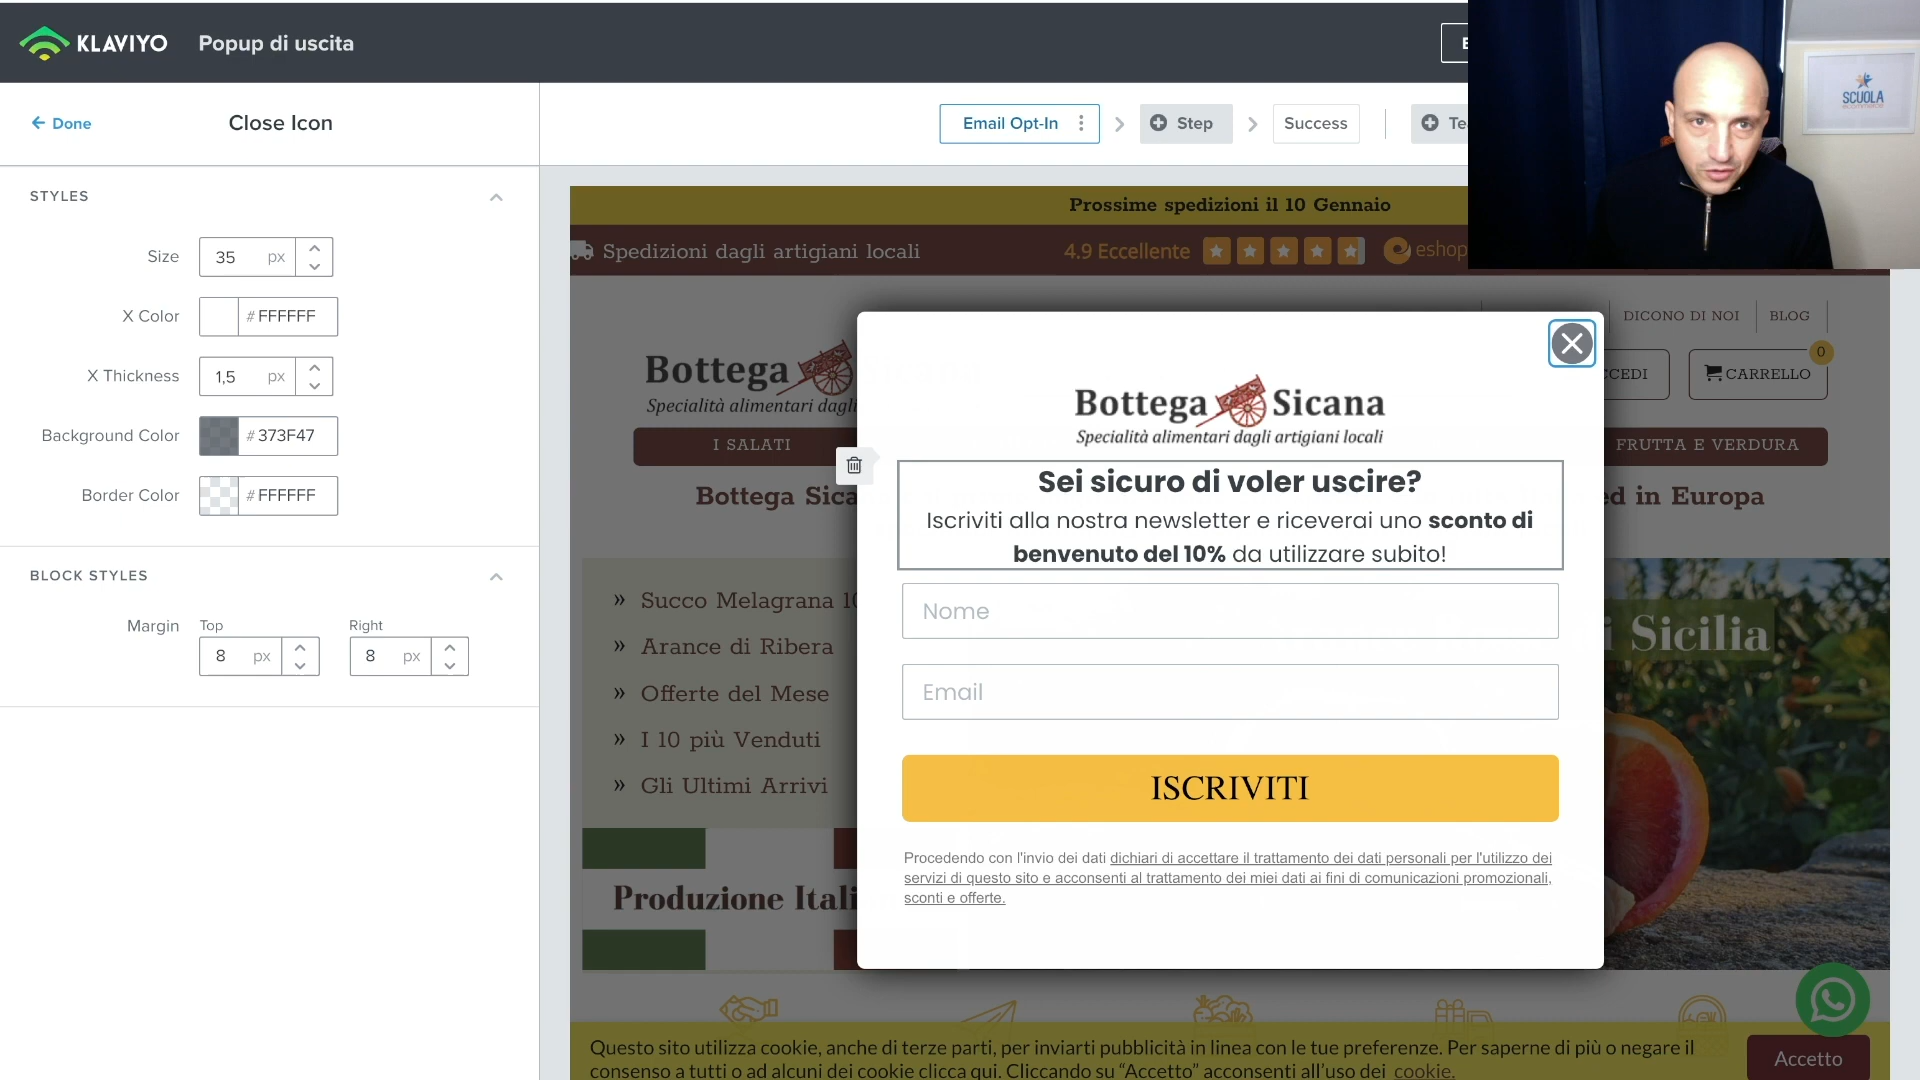 KLAVIYO
Popup di uscita
Done
Close Icon
Email Opt-In
Step
Success
SCUOLA
STYLES
Size 35 px
X Color # FFFFFF
X Thickness 1,5 px
Background Color # 373F47
Border Color # FFFFFF
BLOCK STYLES
Margin
Top
8 px
Right
8 px
Prossime spedizioni il 10 Gennaio
Spedizioni dagli artigiani locali
4.9 Eccellente
DICONO DI NOI
BLOG
Bottega
Specialità alimentari
0
CARRELLO
I SALATI
FRUTTA E VERDURA
Bottega
in Europa
» Succo Melagrana
» Arance di Ribera
» Offerte del Mese
» I 10 più Venduti
» Gli Ultimi Arrivi
Sicilia
Produzione
Bottega Sicana
Specialità alimentari dagli artigiani locali
Sei sicuro di voler uscire?
Iscriviti alla nostra newsletter e riceverai uno sconto di
benvenuto del 10% da utilizzare subito!
Nome
Email
ISCRIVITI
Procedendo con l'invio dei dati dichiari di accettare il trattamento dei dati personali per l'utilizzo dei
servizi di questo sito e acconsenti al trattamento dei miei dati ai fini di comunicazioni promozionali,
sconti e offerte.
Questo sito utilizza cookie, anche di terze parti, per inviarti pubblicità in linea con le tue preferenze. Per saperne di più o negare il
consenso a tutti o ad alcuni dei cookie clicca qui. Cliccando su “Accetto” acconsenti all’uso dei cookie.
Accetto